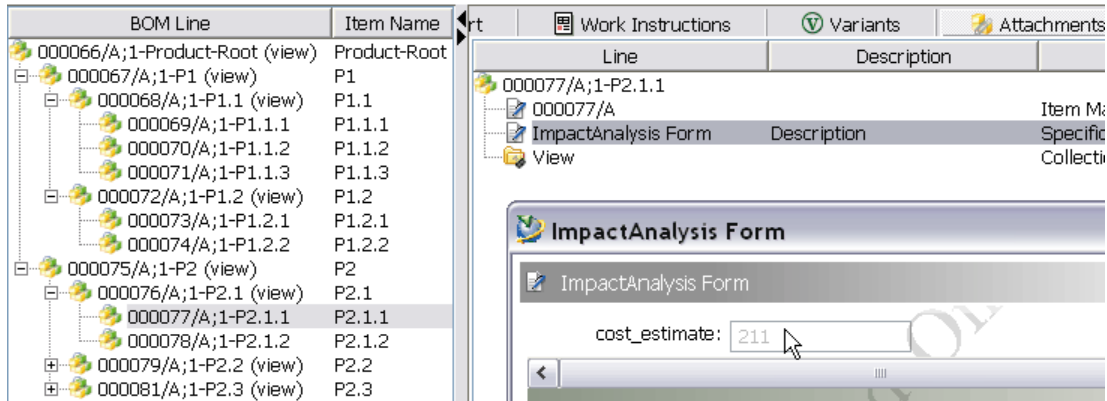 BOM Line Item Name
000066/A;1-Product-Root (view) Product-Root
000067/A;1-P1 (view) P1
000068/A;1-P1.1 (view) P1.1
000069/A;1-P1.1.1 P1.1.1
000070/A;1-P1.1.2 P1.1.2
000071/A;1-P1.1.3 P1.1.3
000072/A;1-P1.2 (view) P1.2
000073/A;1-P1.2.1 P1.2.1
000074/A;1-P1.2.2 P1.2.2
000075/A;1-P2 (view) P2
000076/A;1-P2.1 (view) P2.1
000077/A;1-P2.1.1 P2.1.1
000078/A;1-P2.1.2 P2.1.2
000079/A;1-P2.2 (view) P2.2
000081/A;1-P2.3 (view) P2.3
rt Work Instructions Variants Attachments
Line Description
000077/A;1-P2.1.1
000077/A Item Ma
ImpactAnalysis Form Description Specific
View Collecti
ImpactAnalysis Form
ImpactAnalysis Form
cost_estimate: 211